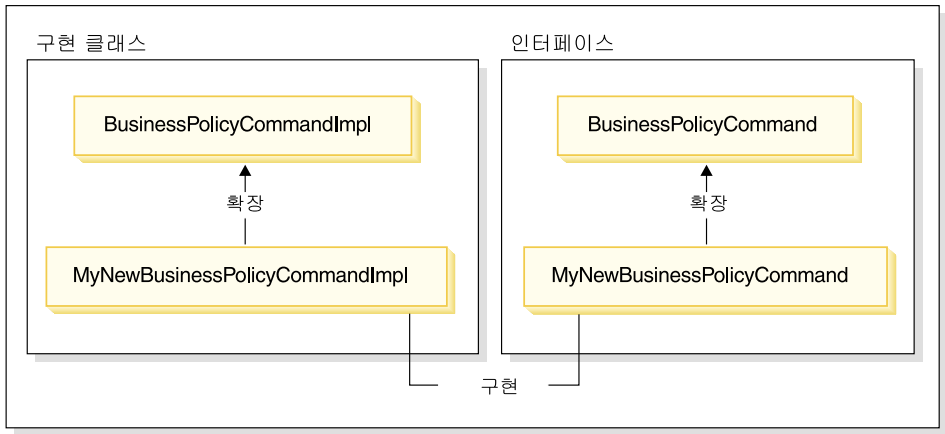 구현 클래스
인터페이스
BusinessPolicyCommandImpl
BusinessPolicyCommand
확장
확장
MyNewBusinessPolicyCommandImpl
MyNewBusinessPolicyCommand
구현